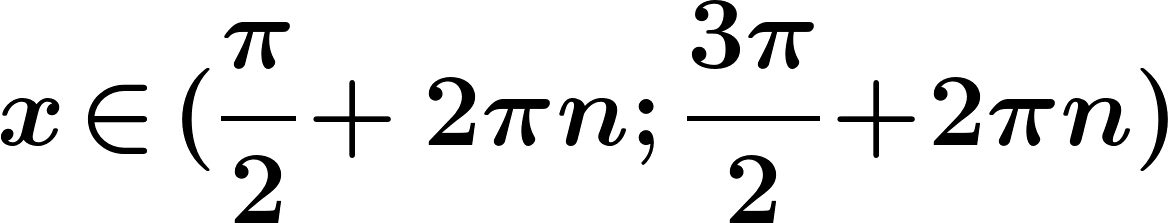 x ∈ (π/2 + 2πn; 3π/2 + 2πn)